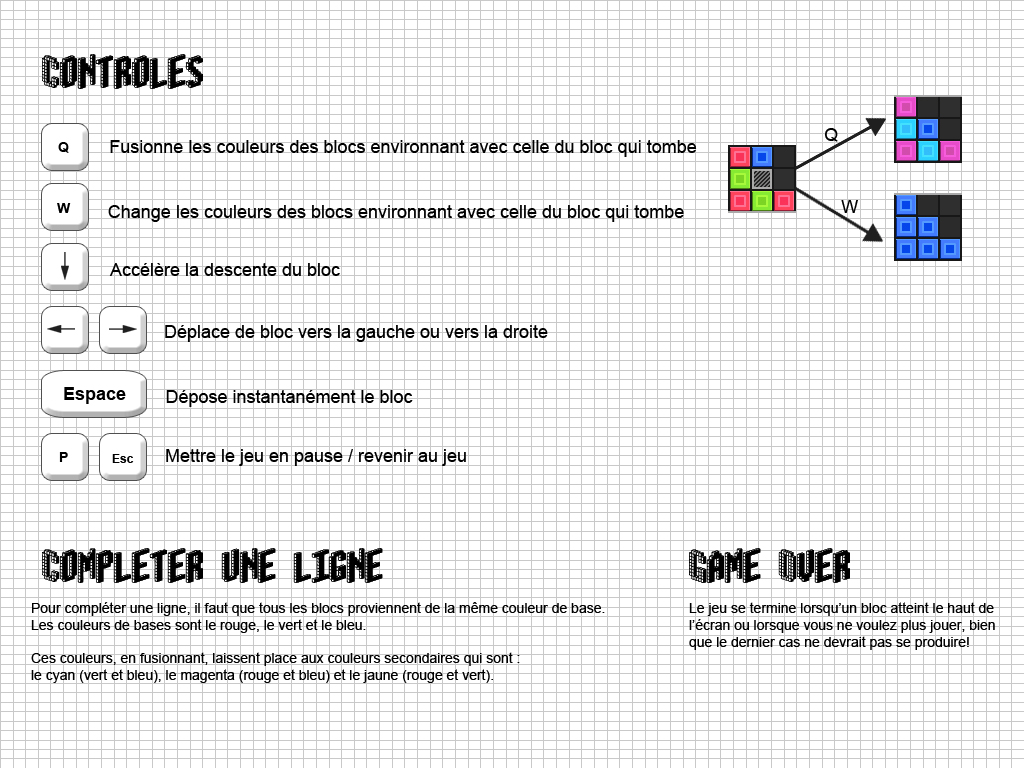 CONTROLES
Q Fusionne les couleurs des blocs environnant avec celle du bloc qui tombe
W Change les couleurs des blocs environnant avec celle du bloc qui tombe
Accélère la descente du bloc
Déplace de bloc vers la gauche ou vers la droite
Espace Dépose instantanément le bloc
P Esc Mettre le jeu en pause / revenir au jeu
Q
W
COMPLETER UNE LIGNE
Pour compléter une ligne, il faut que tous les blocs proviennent de la même couleur de base.
Les couleurs de bases sont le rouge, le vert et le bleu.
Ces couleurs, en fusionnant, laissent place aux couleurs secondaires qui sont :
le cyan (vert et bleu), le magenta (rouge et bleu) et le jaune (rouge et vert).
GAME OVER
Le jeu se termine lorsqu'un bloc atteint le haut de
l'écran ou lorsque vous ne voulez plus jouer, bien
que le dernier cas ne devrait pas se produire!